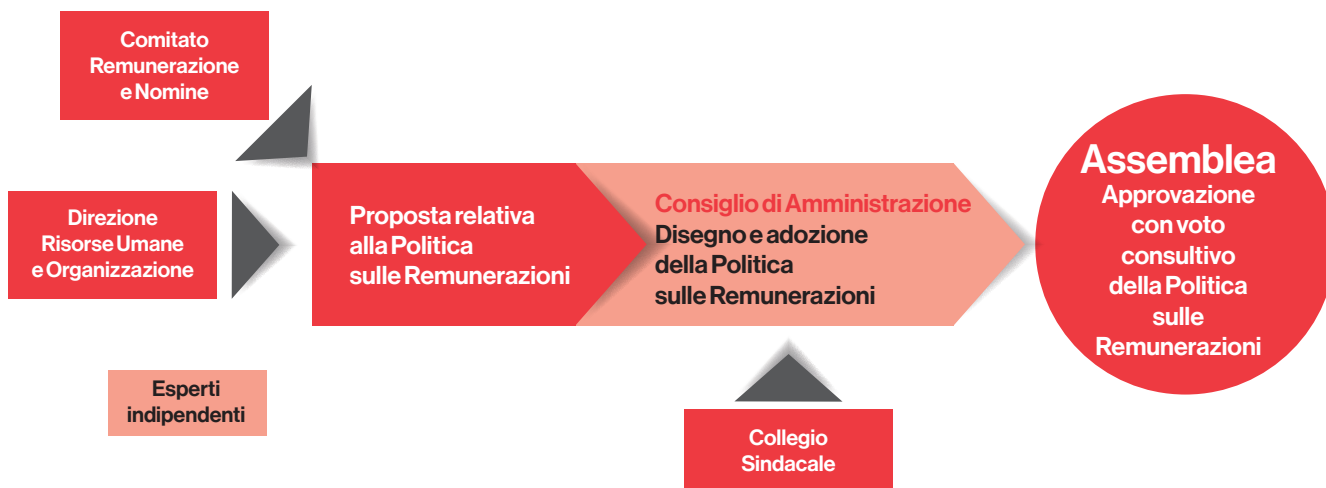 Comitato
Remunerazione
e Nomine
Direzione
Risorse Umane
e Organizzazione
Esperti
indipendenti
Proposta relativa
alla Politica
sulle Remunerazioni
Consiglio di Amministrazione
Disegno e adozione
della Politica
sulle Remunerazioni
Collegio
Sindacale
Assemblea
Approvazione
con voto
consultivo
della Politica
sulle
Remunerazioni